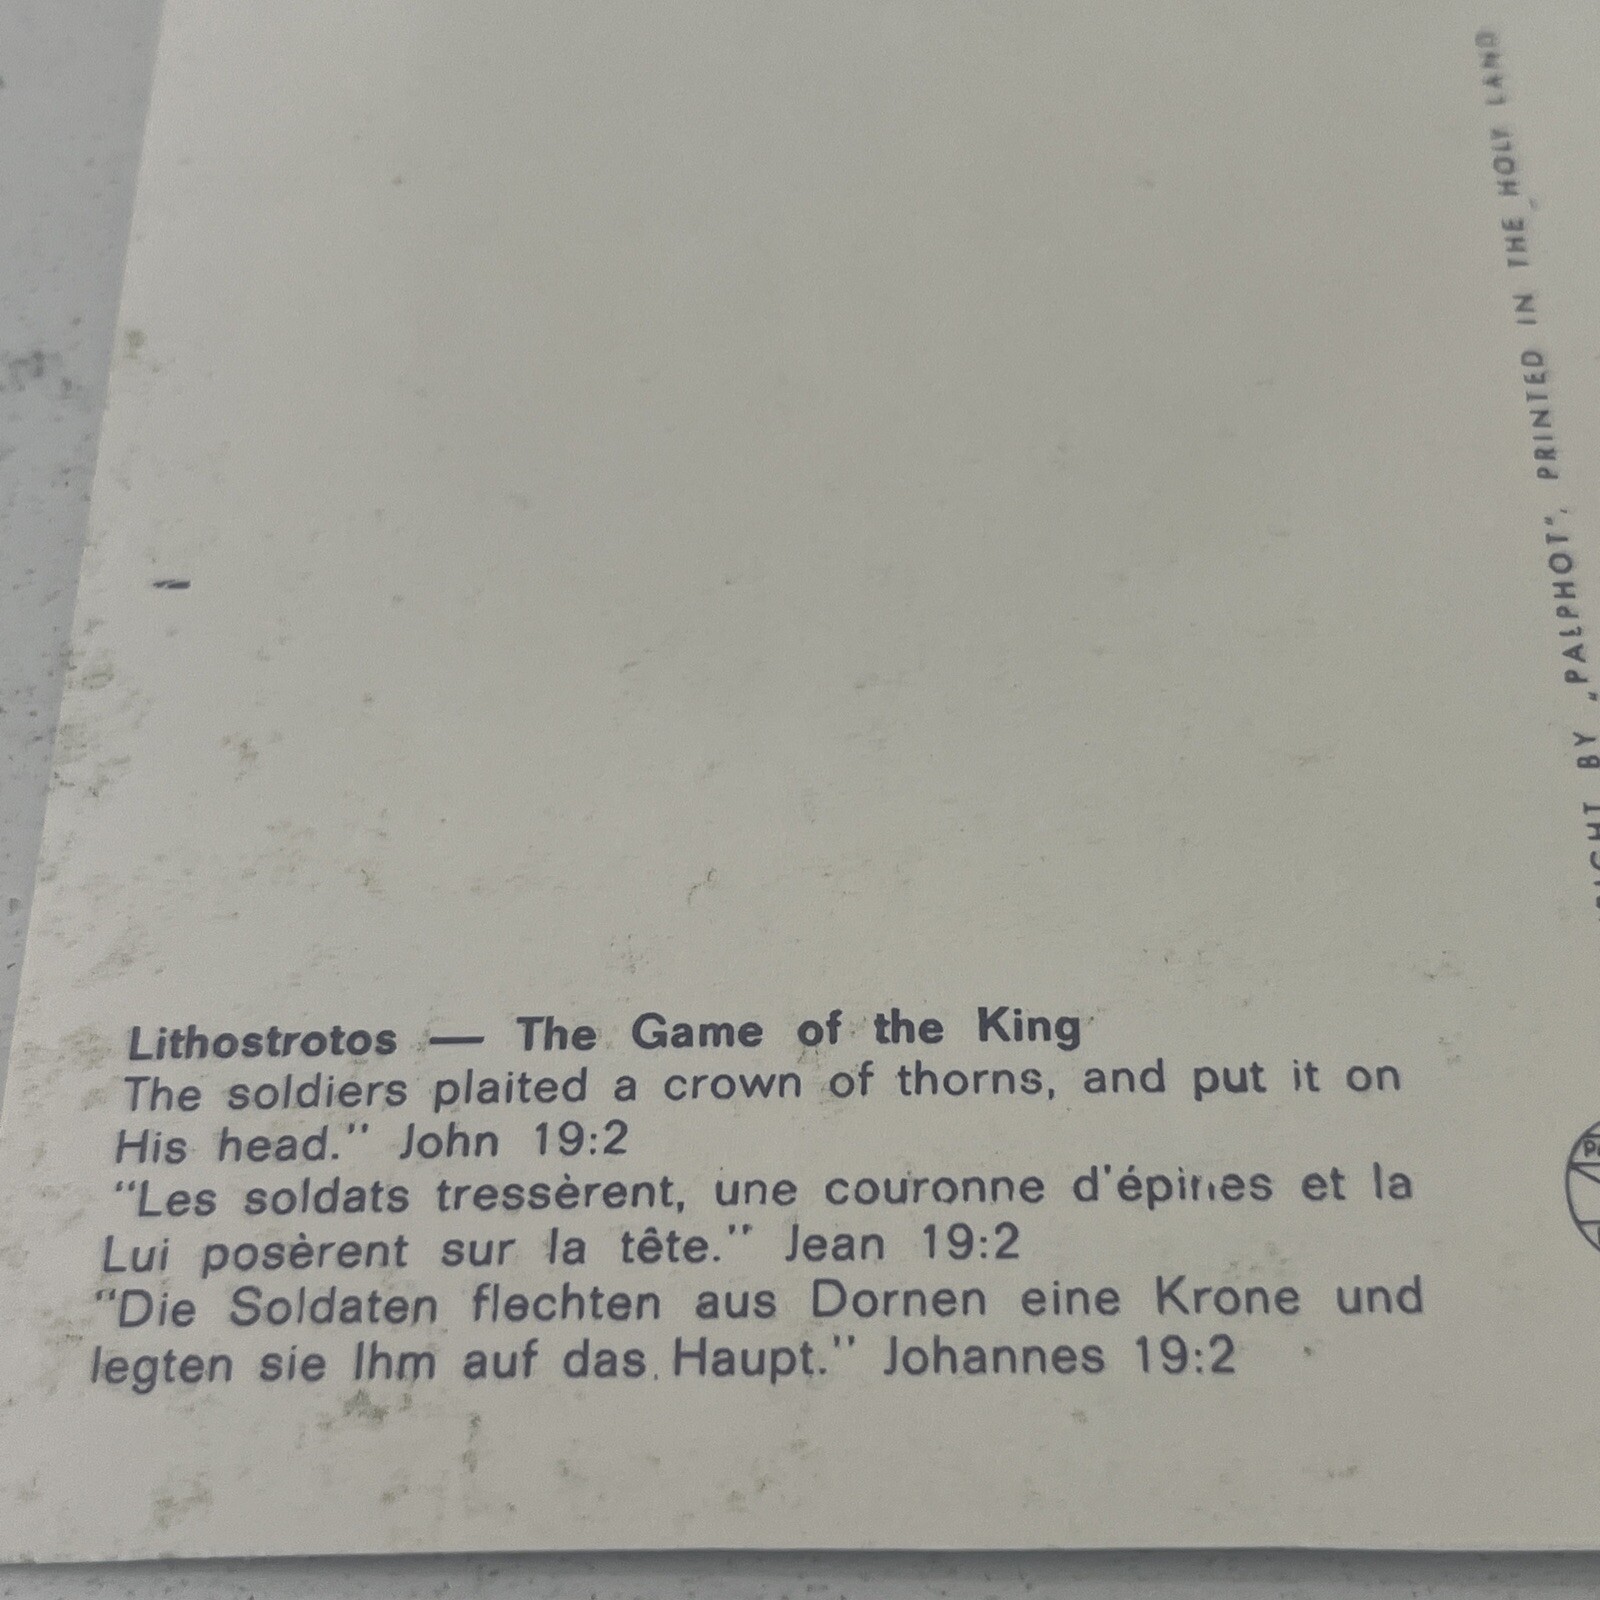 Lithostrotos — The Game of the King
The soldiers plaited a crown of thorns, and put it on
His head." John 19:2
"Les soldats tressèrent, une couronne d'épines et la
Lui posèrent sur la tête." Jean 19:2
"Die Soldaten flechten aus Dornen eine Krone und
legten sie Ihm auf das Haupt." Johannes 19:2
BY „PALPHOT", PRINTED IN THE HOLY LAND